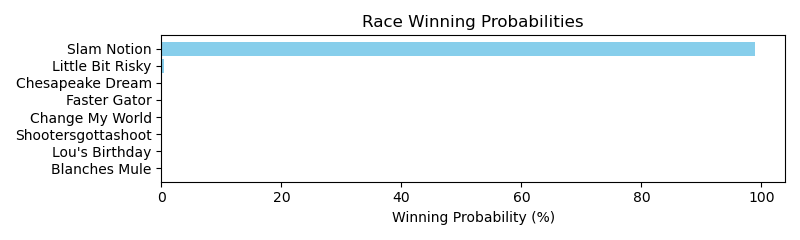 Race Winning Probabilities
Slam Notion
Little Bit Risky
Chesapeake Dream
Faster Gator
Change My World
Shootersgottashoot
Lou's Birthday
Blanches Mule
0 20 40 60 80 100
Winning Probability (%)